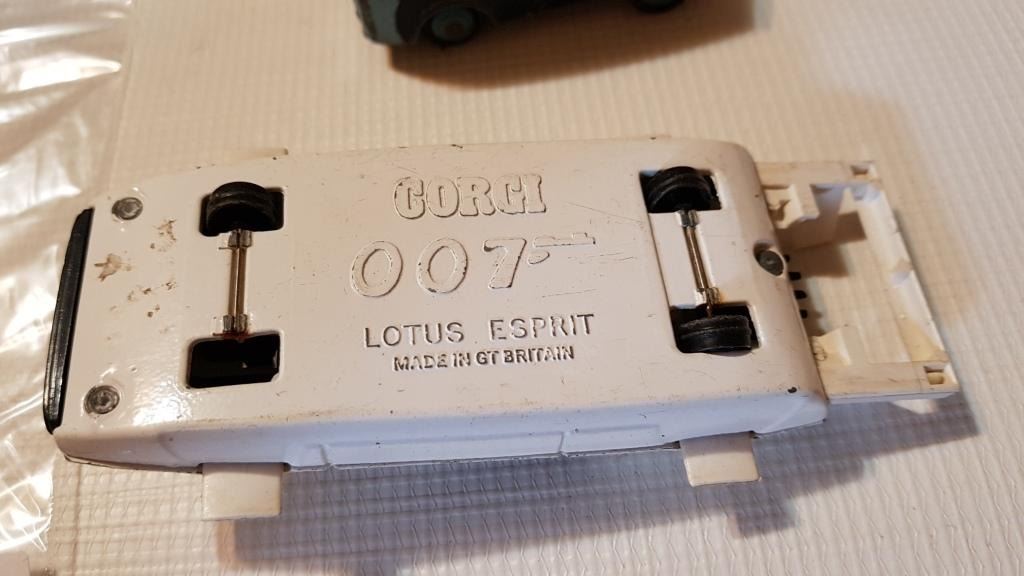 CORGI
007
LOTUS ESPRIT
MADE IN GT BRITAIN